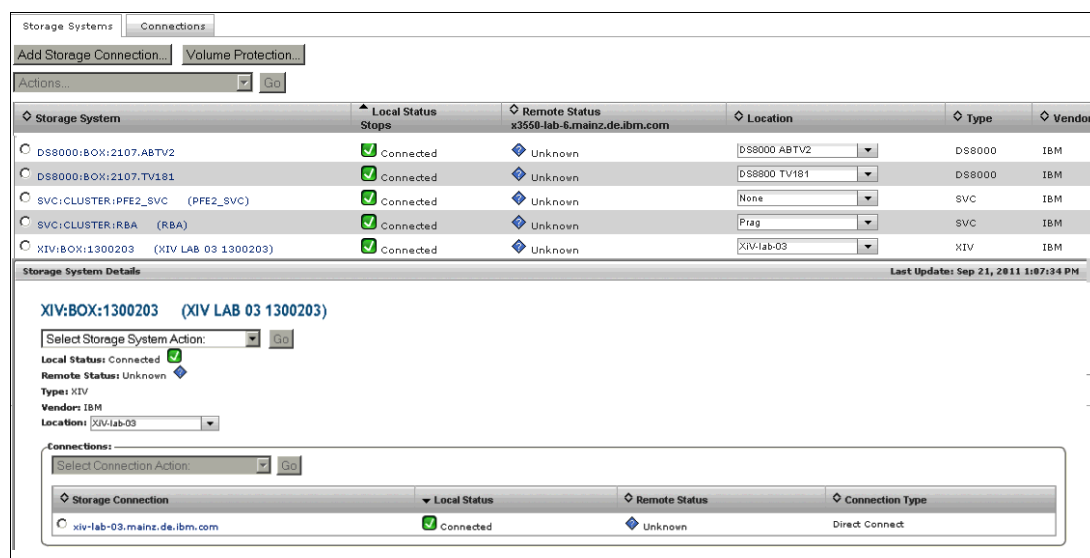 Storage Systems Connections
Add Storage Connection... Volume Protection...
Actions... Go
Storage System Local Status Stops Remote Status x3550-lab-6.mainz.de.ibm.com Location Type Vendor
DS8000:BOX:2107.ABTV2 Connected Unknown DS8000 ABTV2 DS8000 IBM
DS8000:BOX:2107.TV181 Connected Unknown DS8800 TV181 DS8000 IBM
SVC:CLUSTER:PFE2_SVC (PFE2_SVC) Connected Unknown None SVC IBM
SVC:CLUSTER:RBA (RBA) Connected Unknown Prag SVC IBM
XIV:BOX:1300203 (XIV LAB 03 1300203) Connected Unknown XiV-lab-03 XIV IBM
Storage System Details Last Update: Sep 21, 2011 1:07:34 PM
XIV:BOX:1300203 (XIV LAB 03 1300203)
Select Storage System Action: Go
Local Status: Connected
Remote Status: Unknown
Type: XIV
Vendor: IBM
Location: XiV-lab-03
Connections:
Select Connection Action: Go
Storage Connection Local Status Remote Status Connection Type
xiv-lab-03.mainz.de.ibm.com Connected Unknown Direct Connect